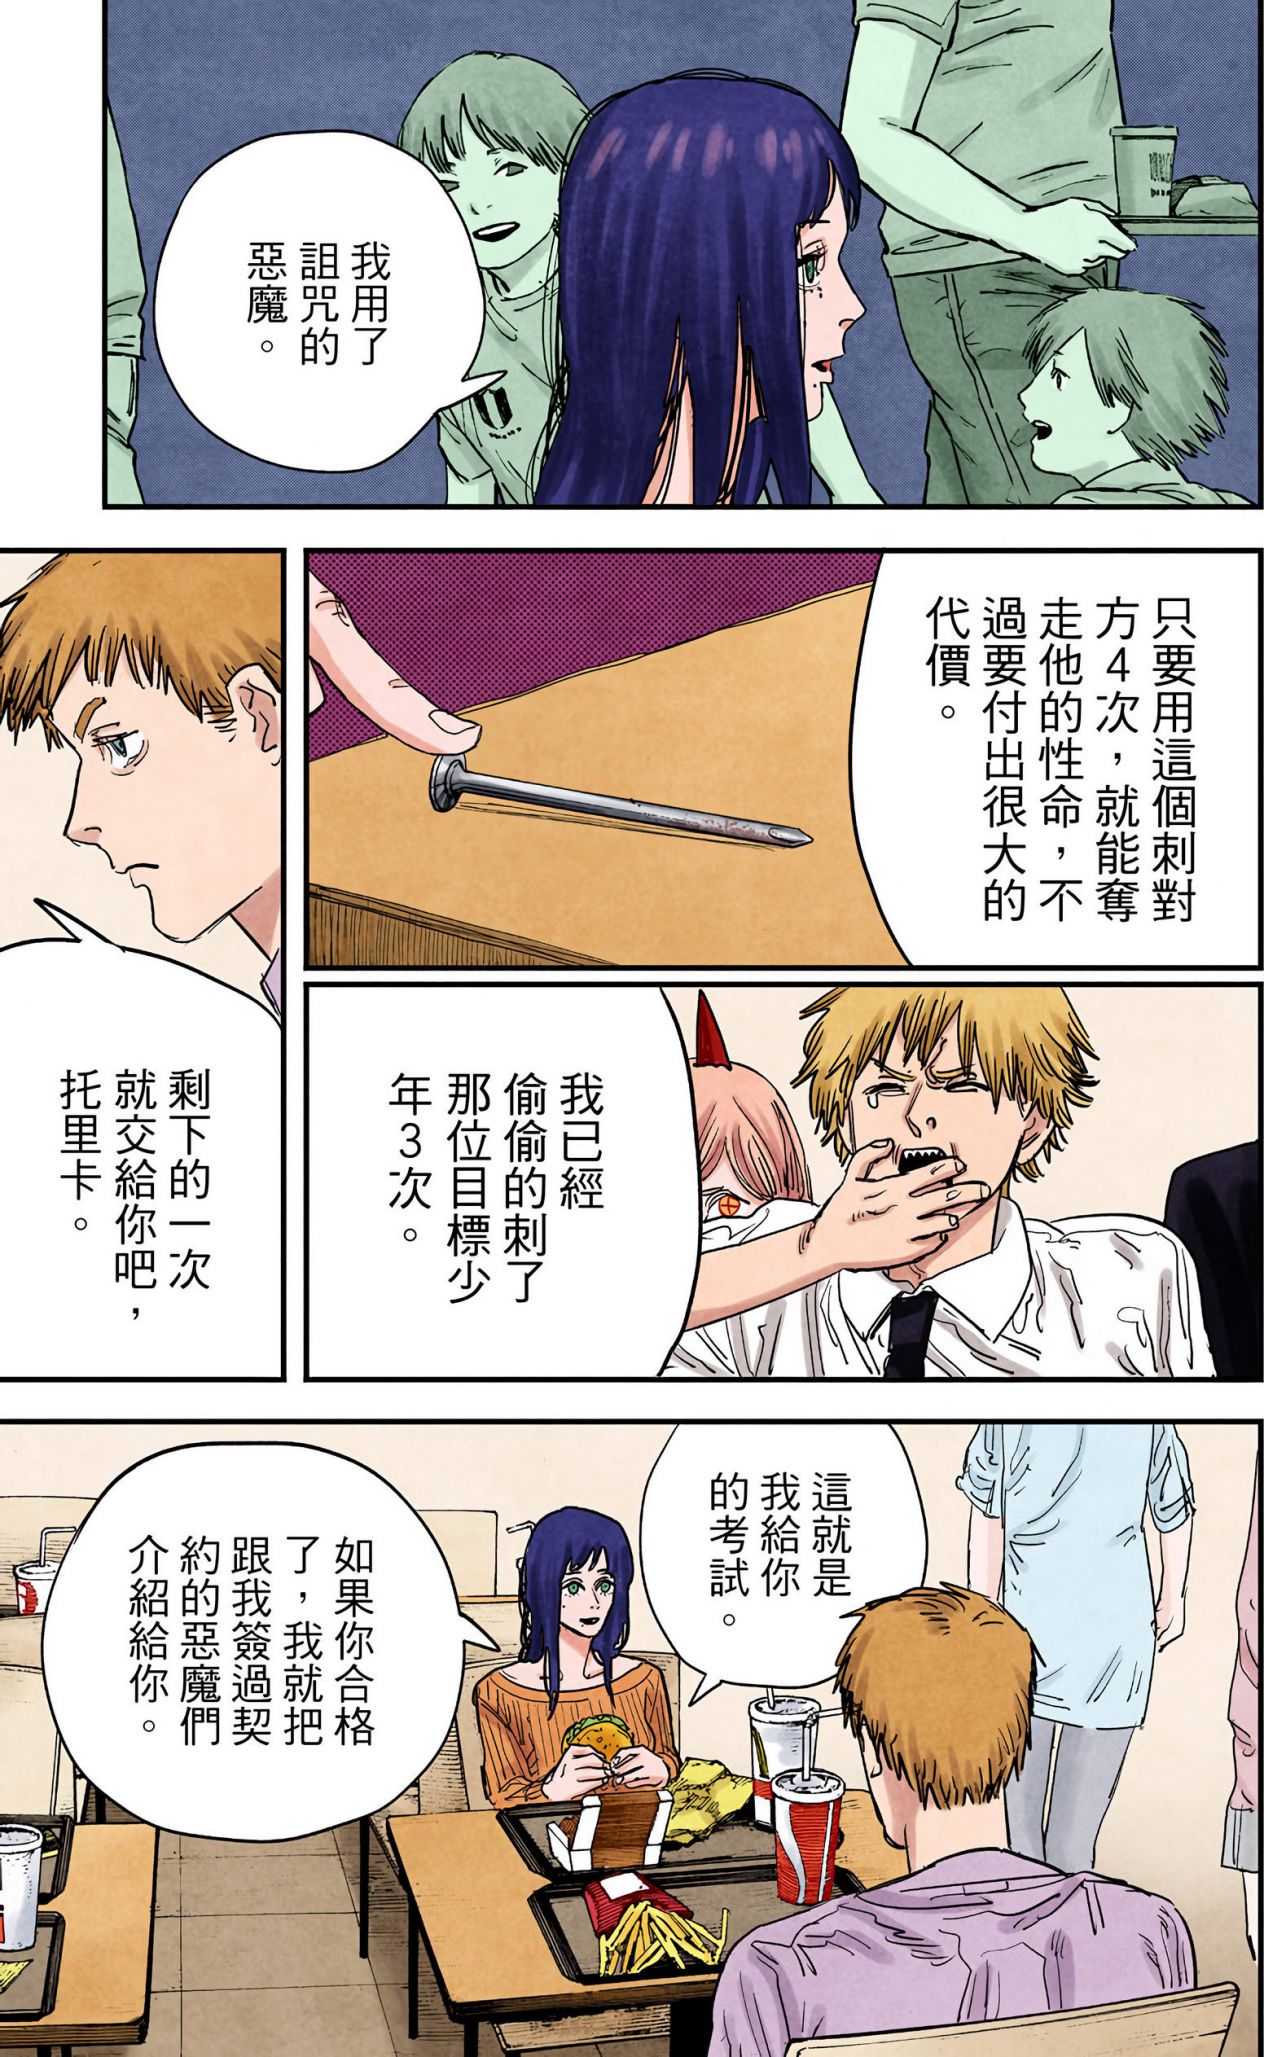 我用了
詛咒的
惡魔。
只要用這個刺對
方4次，就能奪
走他的性命，不
過要付出很大的
代價。
我已經
偷偷的刺了
那位目標少
年3次。
剩下的一次
就交給你吧，
托里卡。
這就是
我給你
的考試。
如果你合格
了，我就把
跟我簽過契
約的惡魔們
介紹給你。